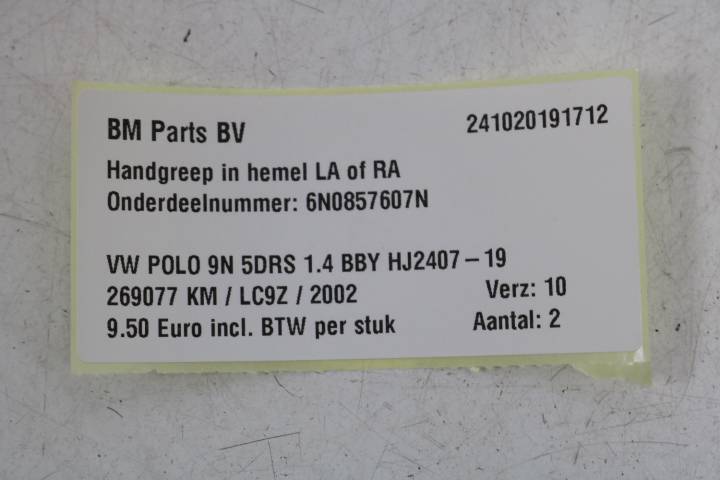 BM Parts BV 241020191712
Handgreep in hemel LA of RA
Onderdeelnummer: 6N0857607N
VW POLO 9N 5DRS 1.4 BBY HJ2407-19
269077 KM / LC9Z / 2002 Verz: 10
9.50 Euro incl. BTW per stuk Aantal: 2